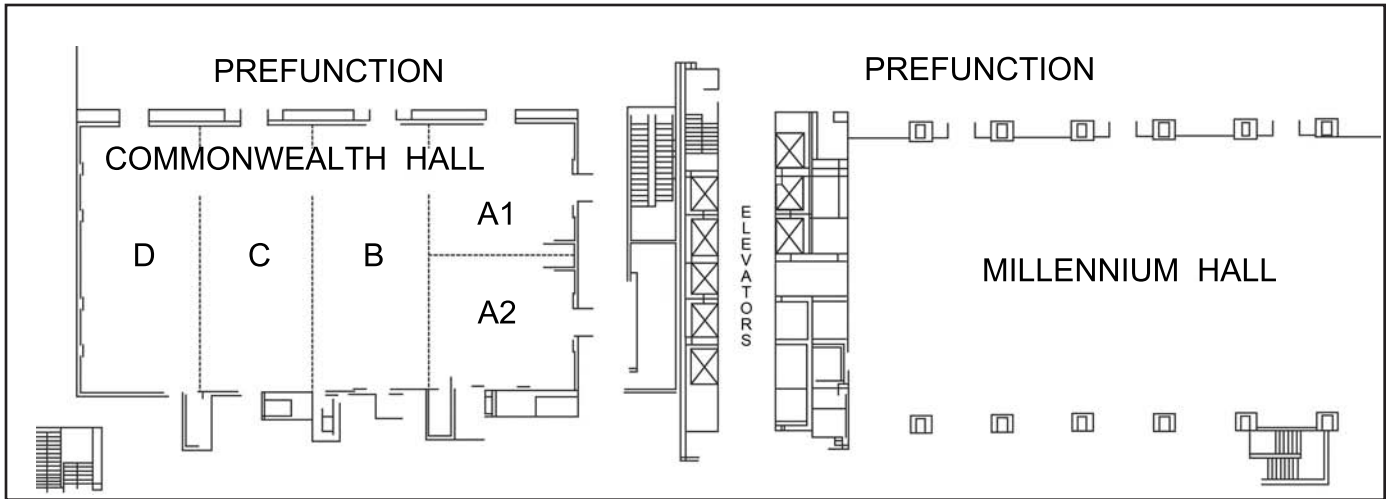 PREFUNCTION
PREFUNCTION
COMMONWEALTH HALL
A1
D
C
B
A2
ELEVATORS
MILLENNIUM HALL